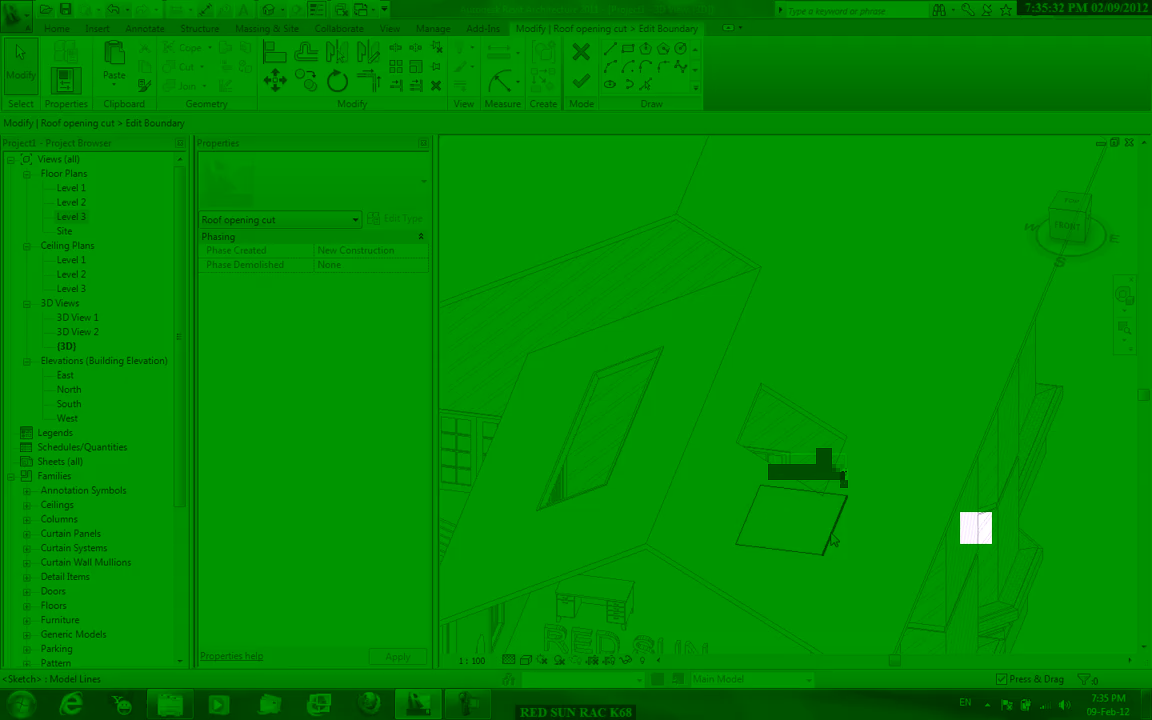 Type a keyword or phrase
7:35:32 PM 02/09/2012
Home Insert Annotate Structure Massing & Site Collaborate View Manage Add-Ins Modify | Roof opening cut > Edit Boundary
Modify
Paste
Cope
Cut
Join
Select Properties Clipboard Geometry Modify View Measure Create Mode Draw
Modify | Roof opening cut > Edit Boundary
Project1 - Project Browser
Views (all)
Floor Plans
Level 1
Level 2
Level 3
Site
Ceiling Plans
Level 1
Level 2
Level 3
3D Views
3D View 1
3D View 2
{3D}
Elevations (Building Elevation)
East
North
South
West
Legends
Schedules/Quantities
Sheets (all)
Families
Annotation Symbols
Ceilings
Columns
Curtain Panels
Curtain Systems
Curtain Wall Mullions
Detail Items
Doors
Floors
Furniture
Generic Models
Parking
Pattern
Properties
Roof opening cut
Edit Type
Phasing
Phase Created New Construction
Phase Demolished None
Properties help
Apply
TOP
FRONT
E
S
RED SUN
1 : 100
<Sketch> : Model Lines
:0
Main Model
Press & Drag
:0
EN
7:35 PM
09-Feb-12
RED SUN RAC K68